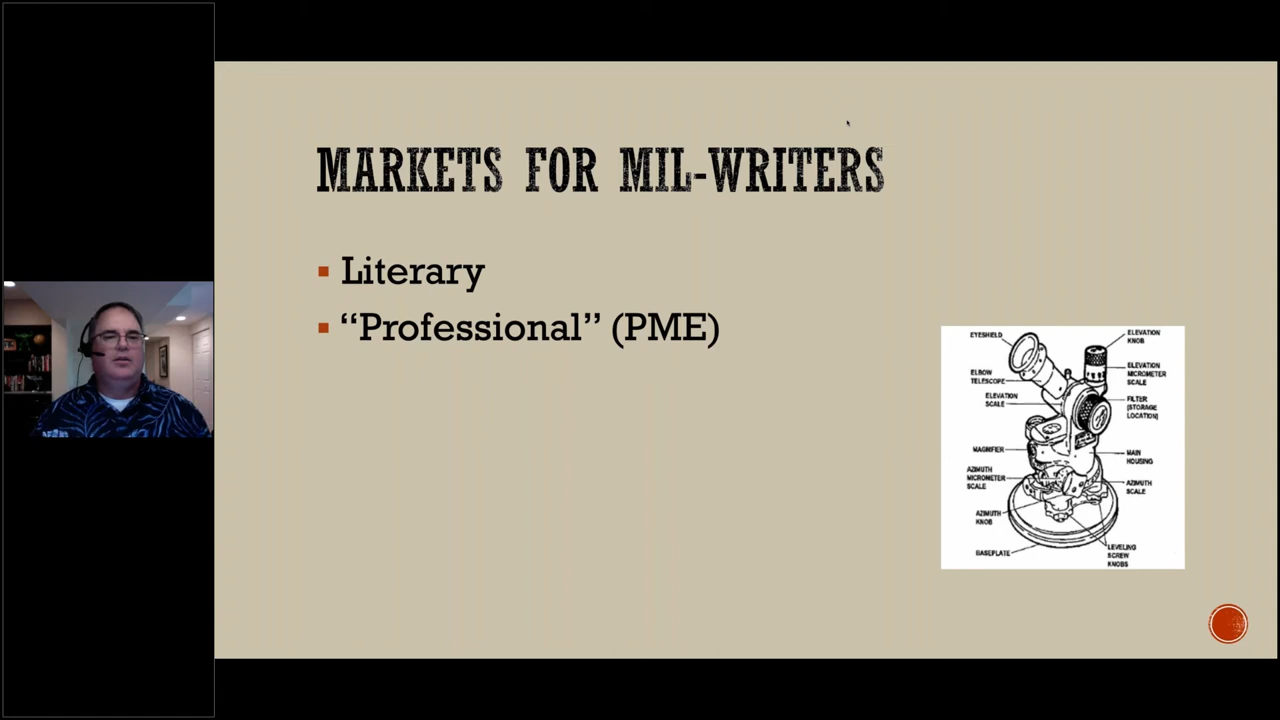 MARKETS FOR MIL-WRITERS
Literary
“Professional” (PME)
EYESHIELD
ELEVATION
KNOB
ELBOW
TELESCOPE
ELEVATION
MICROMETER
SCALE
ELEVATION
SCALE
FILTER
(STORAGE
LOCATION)
MAGNIFIER
MAIN
HOUSING
AZIMUTH
MICROMETER
SCALE
AZIMUTH
SCALE
AZIMUTH
KNOB
BASEPLATE
LEVELING
SCREW
KNOBS